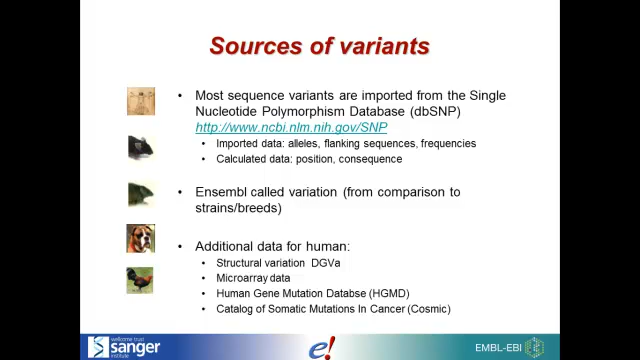 Sources of variants
• Most sequence variants are imported from the Single
Nucleotide Polymorphism Database (dbSNP)
http://www.ncbi.nlm.nih.gov/SNP
• Imported data: alleles, flanking sequences, frequencies
• Calculated data: position, consequence
• Ensembl called variation (from comparison to
strains/breeds)
• Additional data for human:
• Structural variation DGVa
• Microarray data
• Human Gene Mutation Databse (HGMD)
• Catalog of Somatic Mutations In Cancer (Cosmic)
wellcome trust
sanger
institute
e!
EMBL-EBI